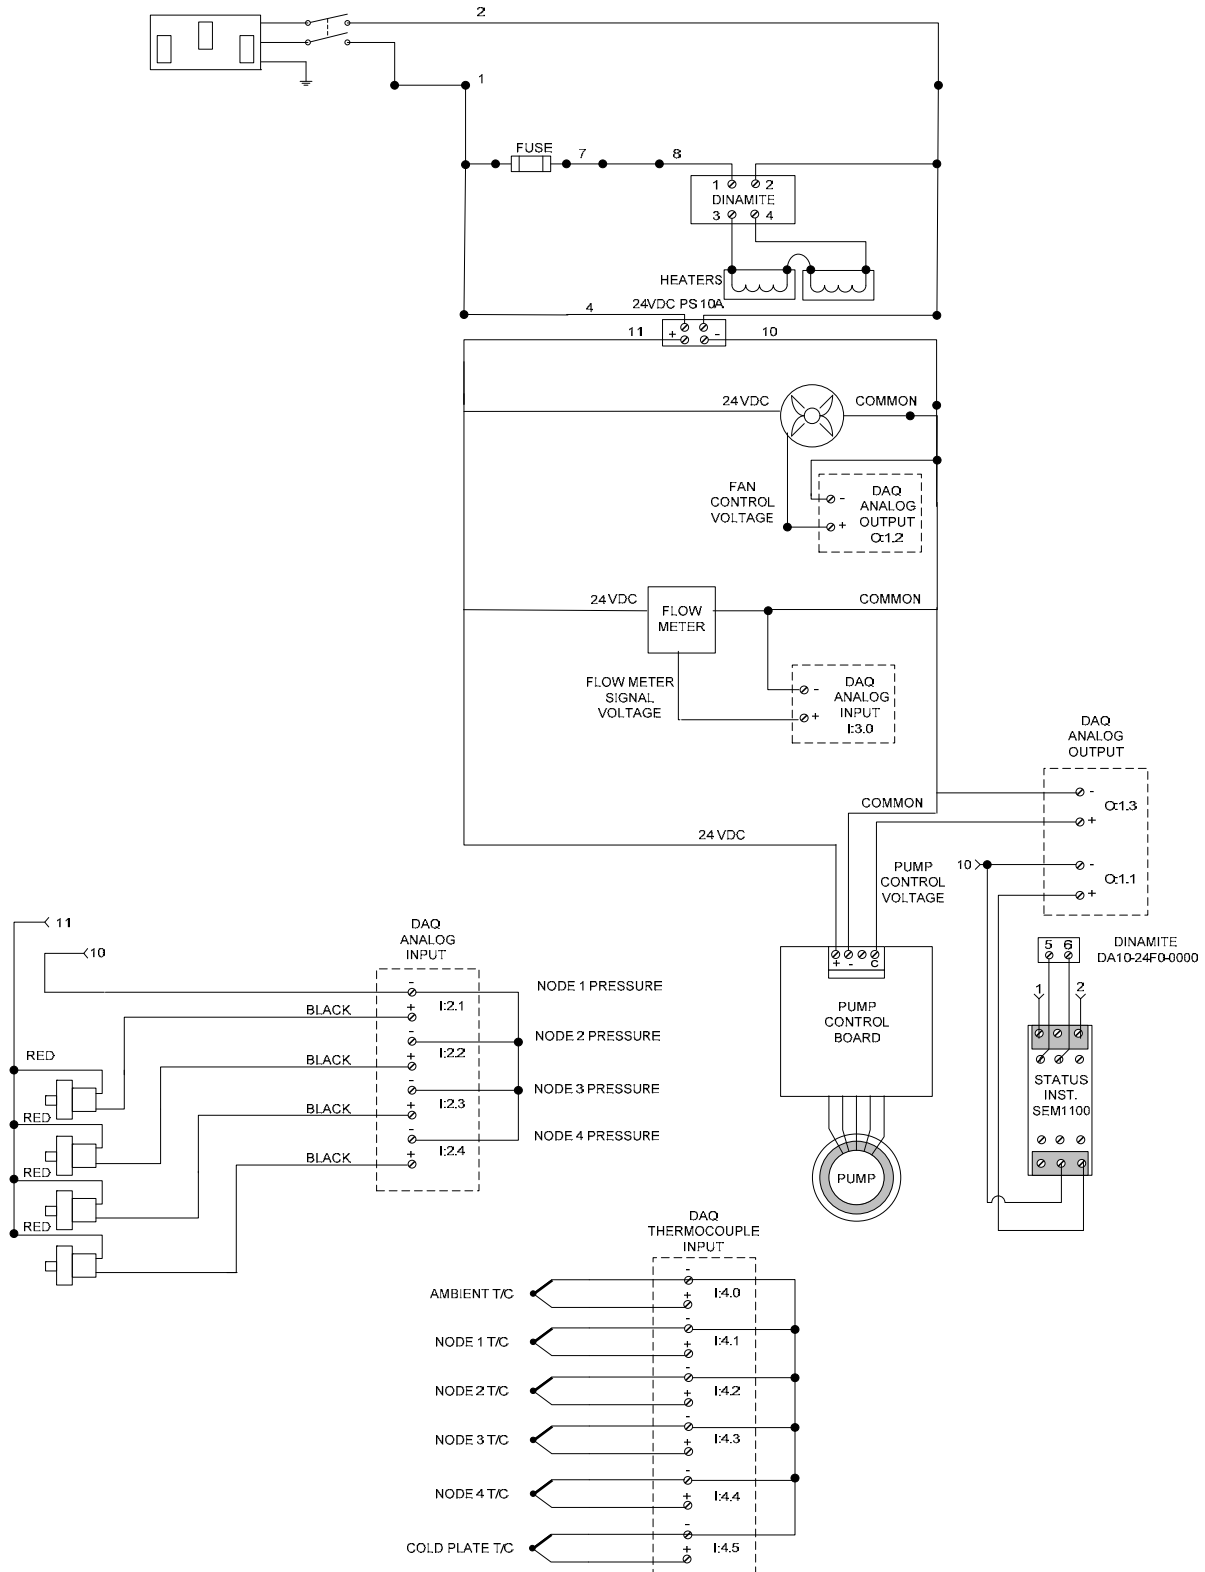 2
1
FUSE
7
8
1 2
DINAMITE
3 4
HEATERS
24VDC PS 10A
4
11
+ -
10
24 VDC
COMMON
FAN
CONTROL
VOLTAGE
-
+
DAQ
ANALOG
OUTPUT
O:1.2
24 VDC
FLOW
METER
COMMON
FLOW METER
SIGNAL
VOLTAGE
-
+
DAQ
ANALOG
INPUT
I:3.0
DAQ
ANALOG
OUTPUT
-
O:1.3
+
-
O:1.1
+
COMMON
24 VDC
PUMP
CONTROL
VOLTAGE
10
+ - C
PUMP
CONTROL
BOARD
PUMP
5 6
DINAMITE
DA10-24F0-0000
1
2
STATUS
INST.
SEM1100
11
10
DAQ
ANALOG
INPUT
-
I:2.1
+
-
I:2.2
+
-
I:2.3
+
-
I:2.4
+
NODE 1 PRESSURE
NODE 2 PRESSURE
NODE 3 PRESSURE
NODE 4 PRESSURE
BLACK
BLACK
BLACK
BLACK
RED
RED
RED
RED
DAQ
THERMOCOUPLE
INPUT
AMBIENT T/C
-
+
I:4.0
NODE 1 T/C
-
+
I:4.1
NODE 2 T/C
-
+
I:4.2
NODE 3 T/C
-
+
I:4.3
NODE 4 T/C
-
+
I:4.4
COLD PLATE T/C
-
+
I:4.5